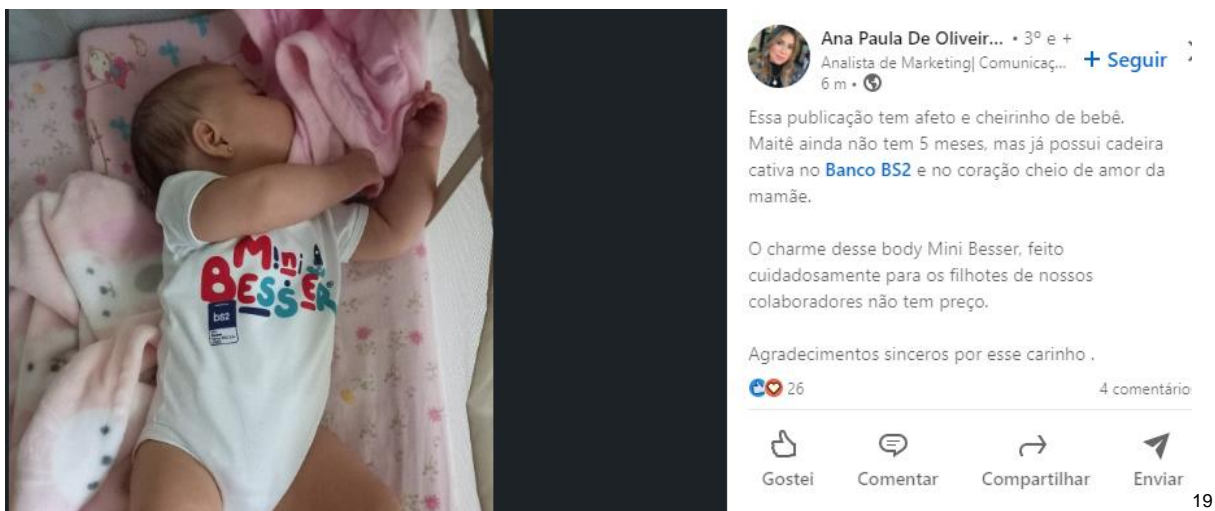 Mini
BESSER
bs2
Ana Paula De Oliveir... • 3º e +
Analista de Marketing| Comunicaç...
+ Seguir
6 m •
Essa publicação tem afeto e cheirinho de bebê.
Maitê ainda não tem 5 meses, mas já possui cadeira
cativa no Banco BS2 e no coração cheio de amor da
mamãe.
O charme desse body Mini Besser, feito
cuidadosamente para os filhotes de nossos
colaboradores não tem preço.
Agradecimentos sinceros por esse carinho .
26
4 comentário
Gostei
Comentar
Compartilhar
Enviar
19